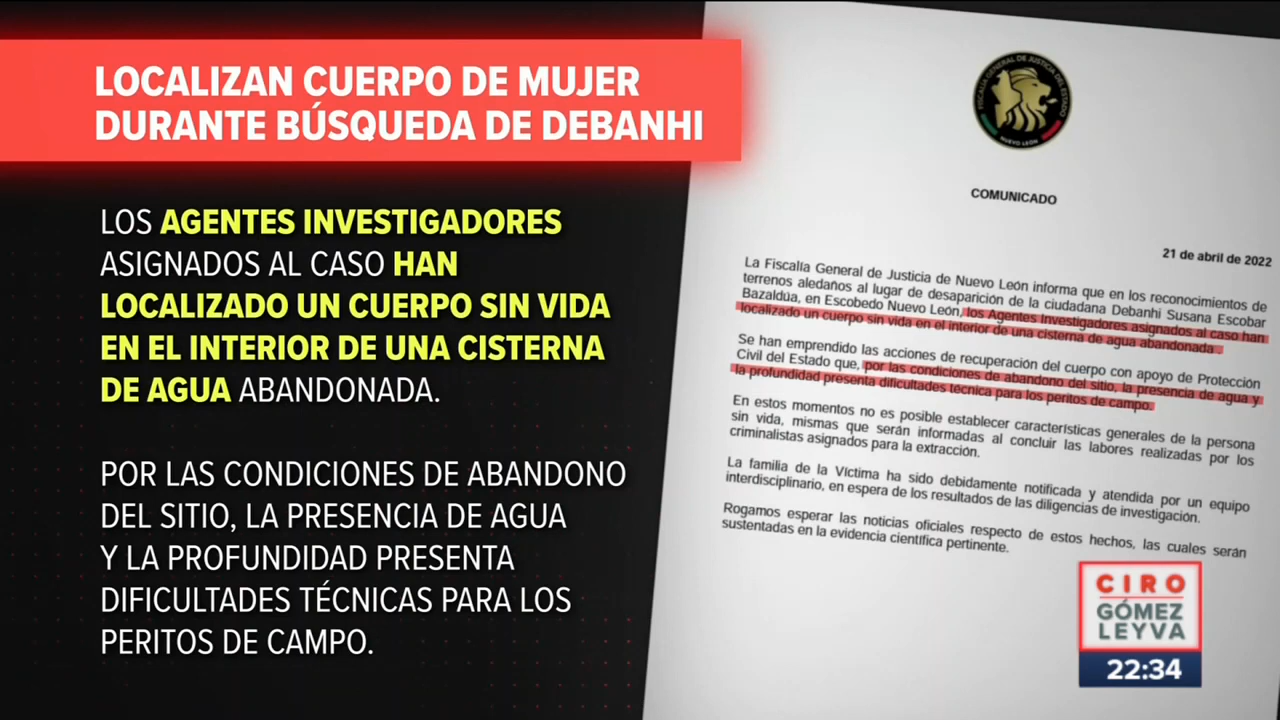 LOCALIZAN CUERPO DE MUJER
DURANTE BÚSQUEDA DE DEBANHI
LOS AGENTES INVESTIGADORES
ASIGNADOS AL CASO HAN
LOCALIZADO UN CUERPO SIN VIDA
EN EL INTERIOR DE UNA CISTERNA
DE AGUA ABANDONADA.
POR LAS CONDICIONES DE ABANDONO
DEL SITIO, LA PRESENCIA DE AGUA
Y LA PROFUNDIDAD PRESENTA
DIFICULTADES TÉCNICAS PARA LOS
PERITOS DE CAMPO.
FISCALÍA GENERAL DE JUSTICIA DEL ESTADO
NUEVO LEÓN
COMUNICADO
21 de abril de 2022
La Fiscalía General de Justicia de Nuevo León informa que en los reconocimientos de
terrenos aledaños al lugar de desaparición de la ciudadana Debanhi Susana Escobar
Bazaldúa, en Escobedo Nuevo León, los Agentes Investigadores asignados al caso han
localizado un cuerpo sin vida en el interior de una cisterna de agua abandonada.
Se han emprendido las acciones de recuperación del cuerpo con apoyo de Protección
Civil del Estado que, por las condiciones de abandono del sitio, la presencia de agua y
la profundidad presenta dificultades técnica para los peritos de campo.
En estos momentos no es posible establecer características generales de la persona
sin vida, mismas que serán informadas al concluir las labores realizadas por los
criminalistas asignados para la extracción.
La familia de la Víctima ha sido debidamente notificada y atendida por un equipo
interdisciplinario, en espera de los resultados de las diligencias de investigación.
Rogamos esperar las noticias oficiales respecto de estos hechos, las cuales serán
sustentadas en la evidencia científica pertinente.
CIRO
GÓMEZ
LEYVA
22:34